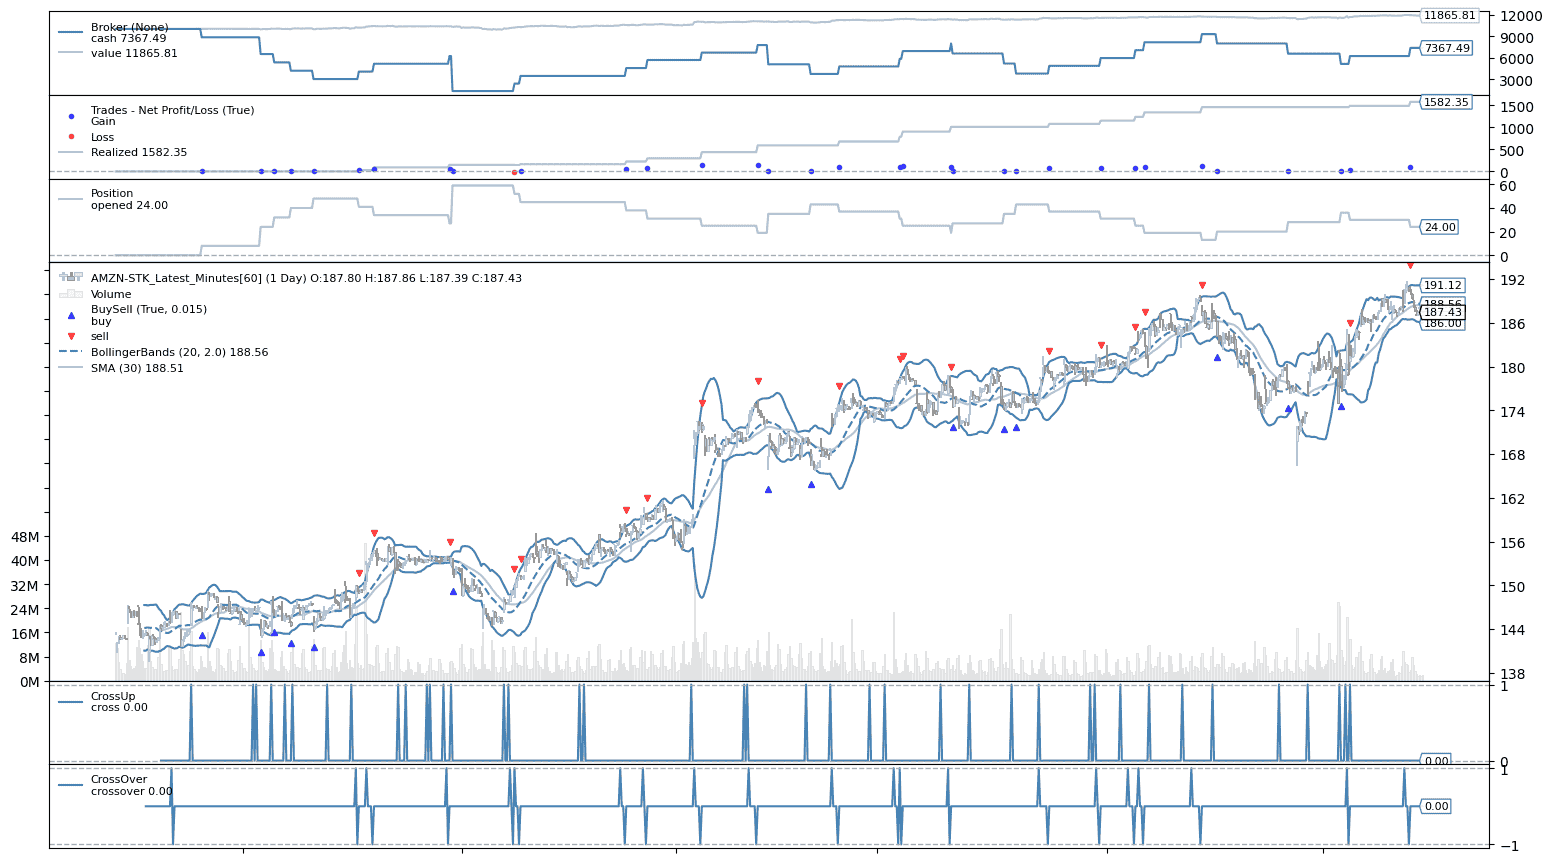 Broker (None)
cash 7367.49
value 11865.81
11865.81
7367.49
12000
9000
6000
3000
Trades - Net Profit/Loss (True)
Gain
Loss
Realized 1582.35
1582.35
1500
1000
500
0
Position
opened 24.00
24.00
60
40
20
0
AMZN-STK_Latest_Minutes[60] (1 Day) O:187.80 H:187.86 L:187.39 C:187.43
Volume
BuySell (True, 0.015)
buy
sell
BollingerBands (20, 2.0) 188.56
SMA (30) 188.51
191.12
188.56
187.43
186.00
192
186
180
174
168
162
156
150
144
138
48M
40M
32M
24M
16M
8M
0M
CrossUp
cross 0.00
0.00
1
0
CrossOver
crossover 0.00
0.00
1
−1